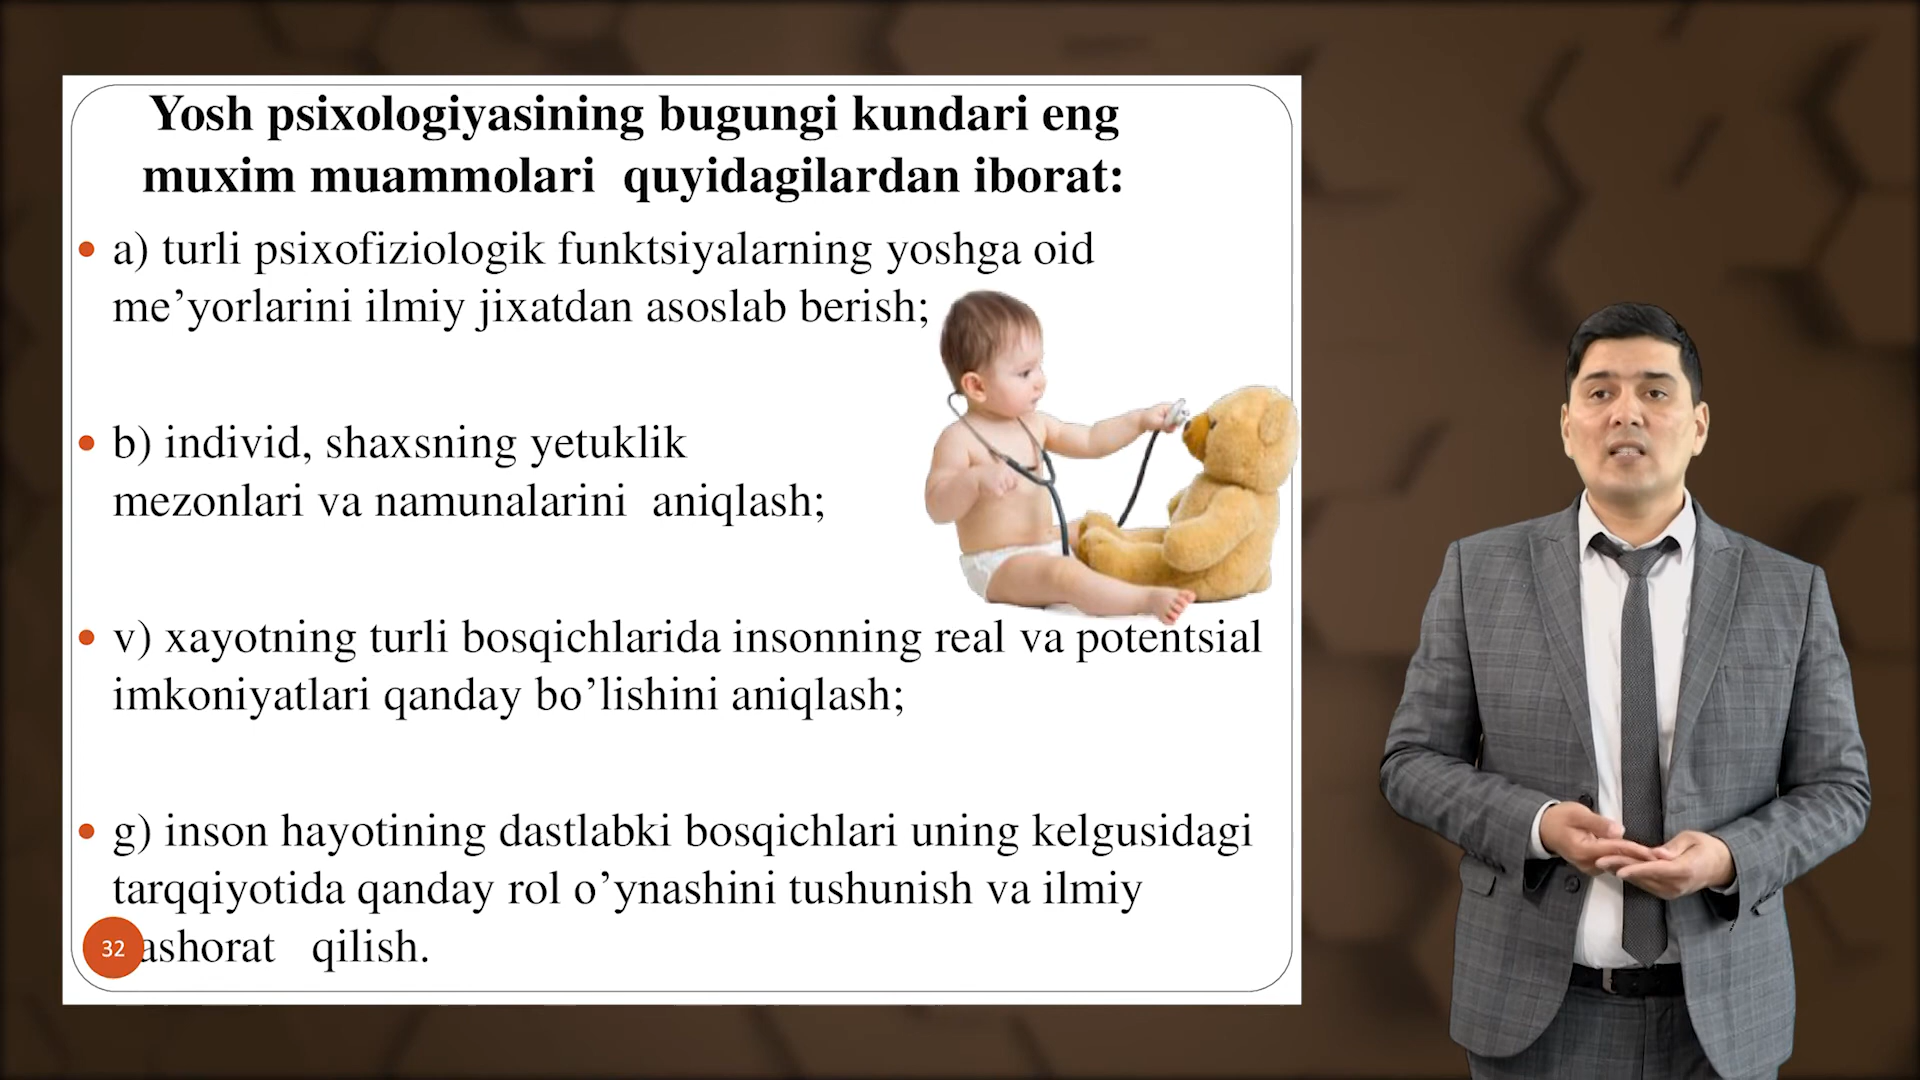 Yosh psixologiyasining bugungi kundari eng
muxim muammolari quyidagilardan iborat:
a) turli psixofiziologik funktsiyalarning yoshga oid
me’yorlarini ilmiy jixatdan asoslab berish;
b) individ, shaxsning yetuklik
mezonlari va namunalarini aniqlash;
v) xayotning turli bosqichlarida insonning real va potentsial
imkoniyatlari qanday bo’lishini aniqlash;
g) inson hayotining dastlabki bosqichlari uning kelgusidagi
tarqqiyotida qanday rol o’ynashini tushunish va ilmiy
32 qilish.